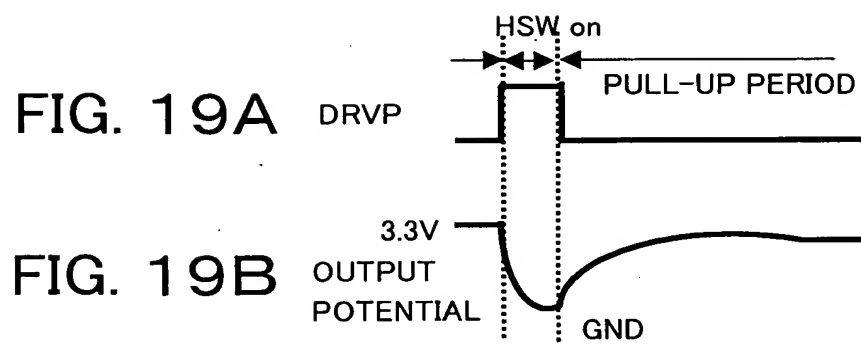 HSW on
PULL-UP PERIOD
FIG. 19A DRVP
3.3V
FIG. 19B OUTPUT
POTENTIAL
GND